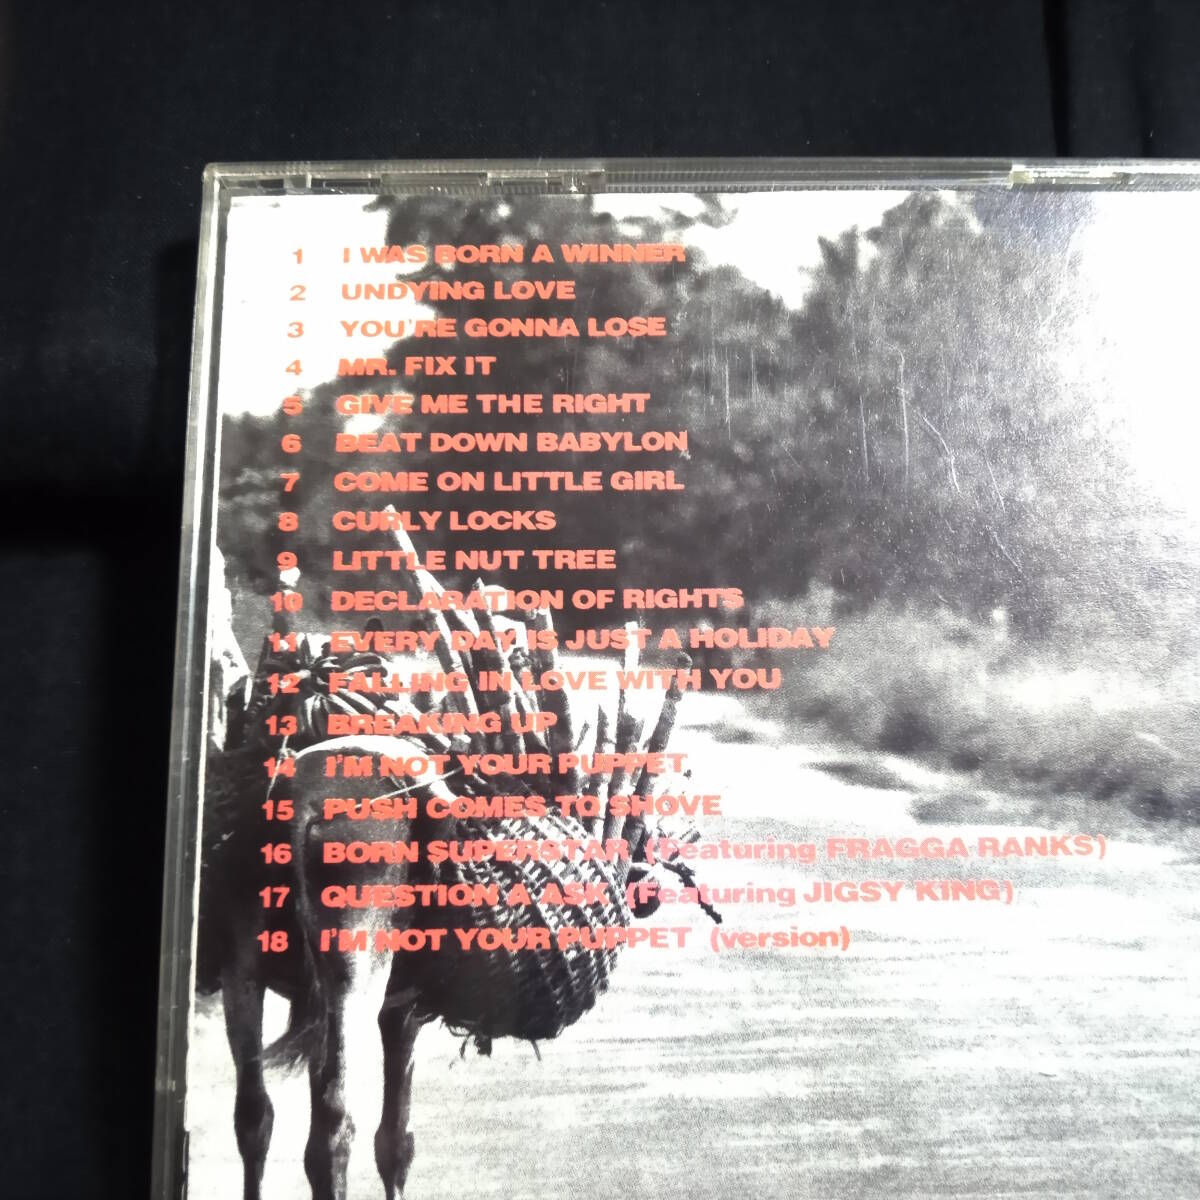 1 I WAS BORN A WINNER
2 UNDYING LOVE
3 YOU'RE GONNA LOSE
4 MR. FIX IT
5 GIVE ME THE RIGHT
6 BEAT DOWN BABYLON
7 COME ON LITTLE GIRL
8 CURLY LOCKS
9 LITTLE NUT TREE
10 DECLARATION OF RIGHTS
11 EVERY DAY IS JUST A HOLIDAY
12 FALLING IN LOVE WITH YOU
13 BREAKING UP
14 I'M NOT YOUR PUPPET
15 PUSH COMES TO SHOVE
16 BORN SUPERSTAR (Featuring FRAGGA RANKS)
17 QUESTION A ASK (Featuring JIGSY KING)
18 I'M NOT YOUR PUPPET (version)